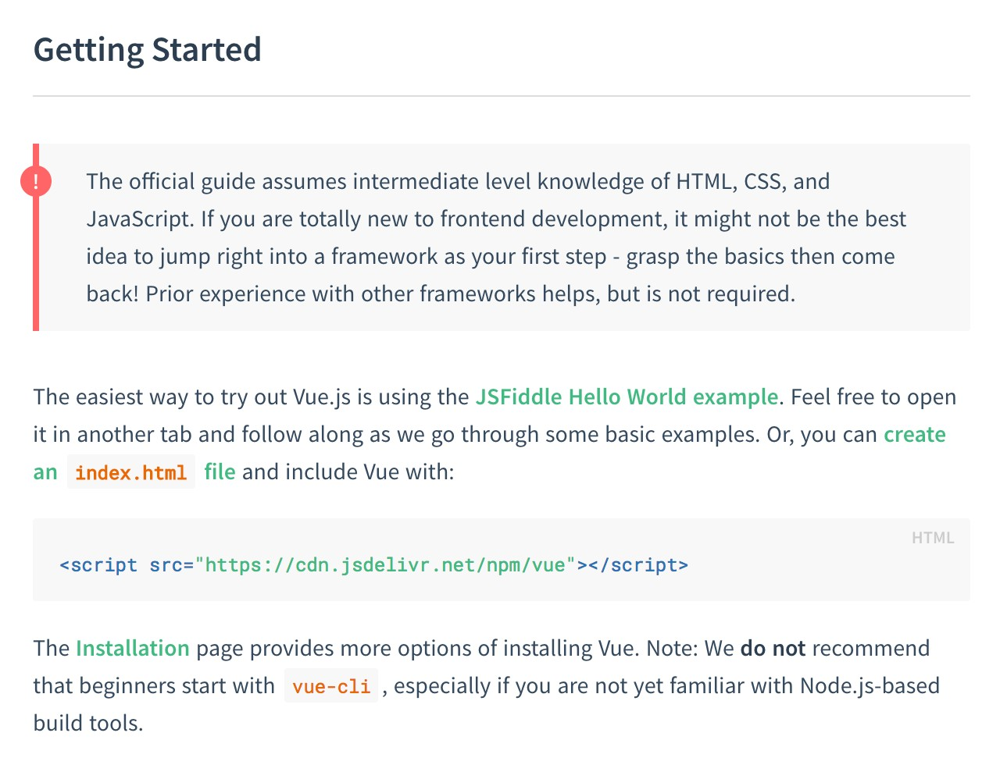 Getting Started
!
The official guide assumes intermediate level knowledge of HTML, CSS, and
JavaScript. If you are totally new to frontend development, it might not be the best
idea to jump right into a framework as your first step - grasp the basics then come
back! Prior experience with other frameworks helps, but is not required.
The easiest way to try out Vue.js is using the JSFiddle Hello World example. Feel free to open
it in another tab and follow along as we go through some basic examples. Or, you can create
an index.html file and include Vue with:
HTML
<script src="https://cdn.jsdelivr.net/npm/vue"></script>
The Installation page provides more options of installing Vue. Note: We do not recommend
that beginners start with vue-cli, especially if you are not yet familiar with Node.js-based
build tools.